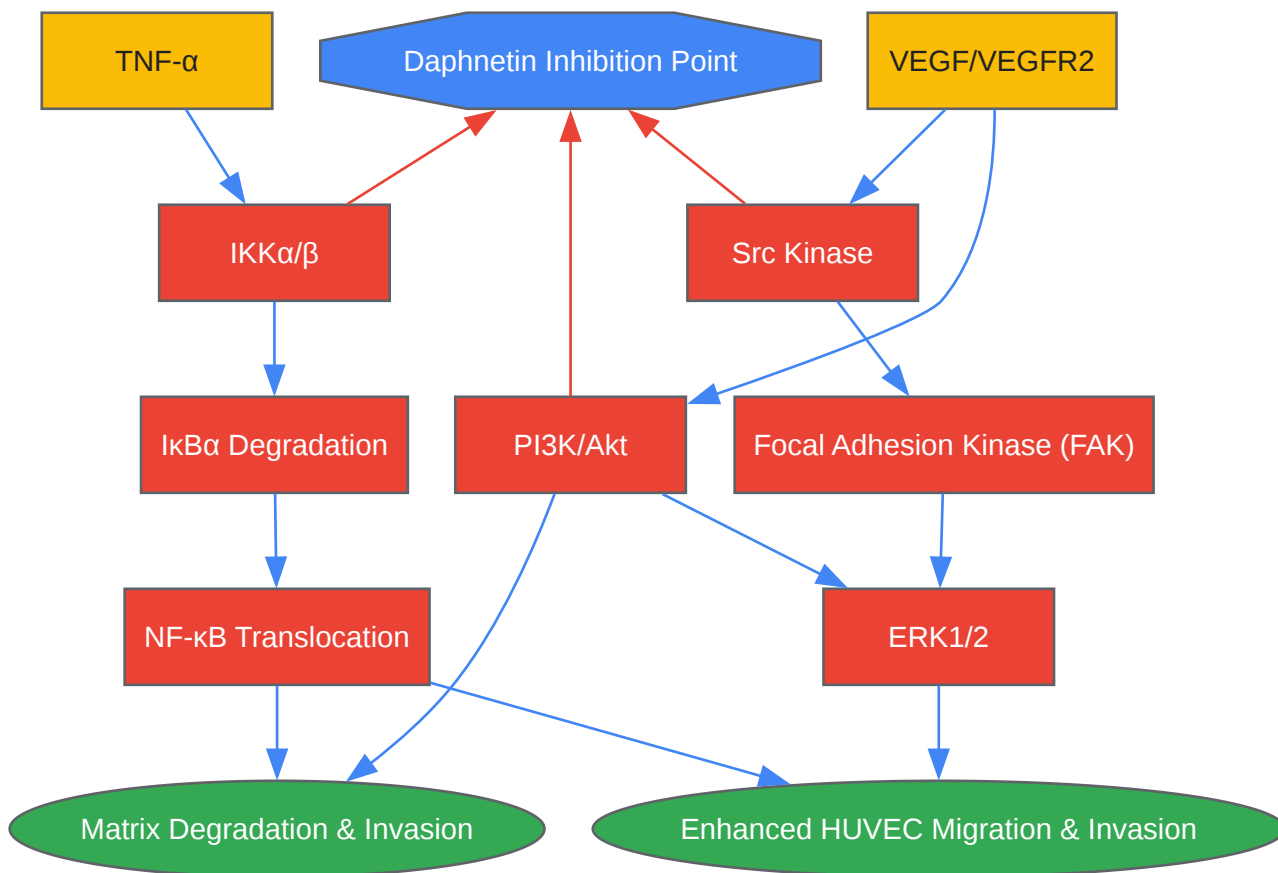 TNF-α
Daphnetin Inhibition Point
VEGF/VEGFR2
IKKα/β
Src Kinase
IκBα Degradation
PI3K/Akt
Focal Adhesion Kinase (FAK)
NF-κB Translocation
ERK1/2
Matrix Degradation & Invasion
Enhanced HUVEC Migration & Invasion